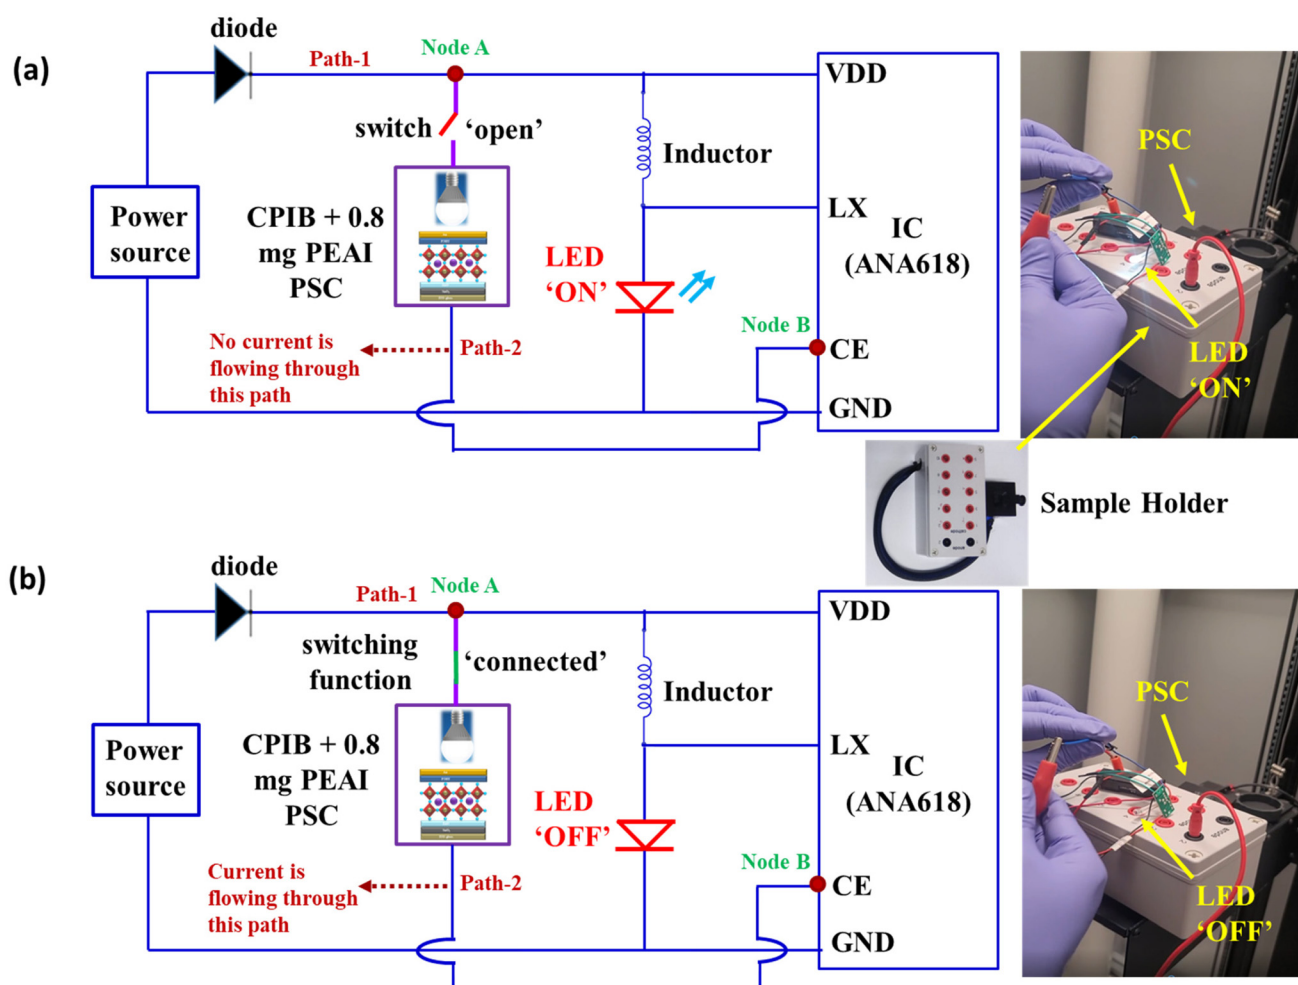 (a)
diode
Path-1
Node A
switch
‘open’
Power
source
CPIB + 0.8
mg PEAI
PSC
No current is
flowing through
this path
Path-2
Inductor
LED
‘ON’
Node B
VDD
LX
IC
(ANA618)
CE
GND
PSC
LED
‘ON’
Sample Holder
(b)
diode
Path-1
Node A
switching
function
‘connected’
Power
source
CPIB + 0.8
mg PEAI
PSC
Current is
flowing through
this path
Path-2
Inductor
LED
‘OFF’
Node B
VDD
LX
IC
(ANA618)
CE
GND
PSC
LED
‘OFF’